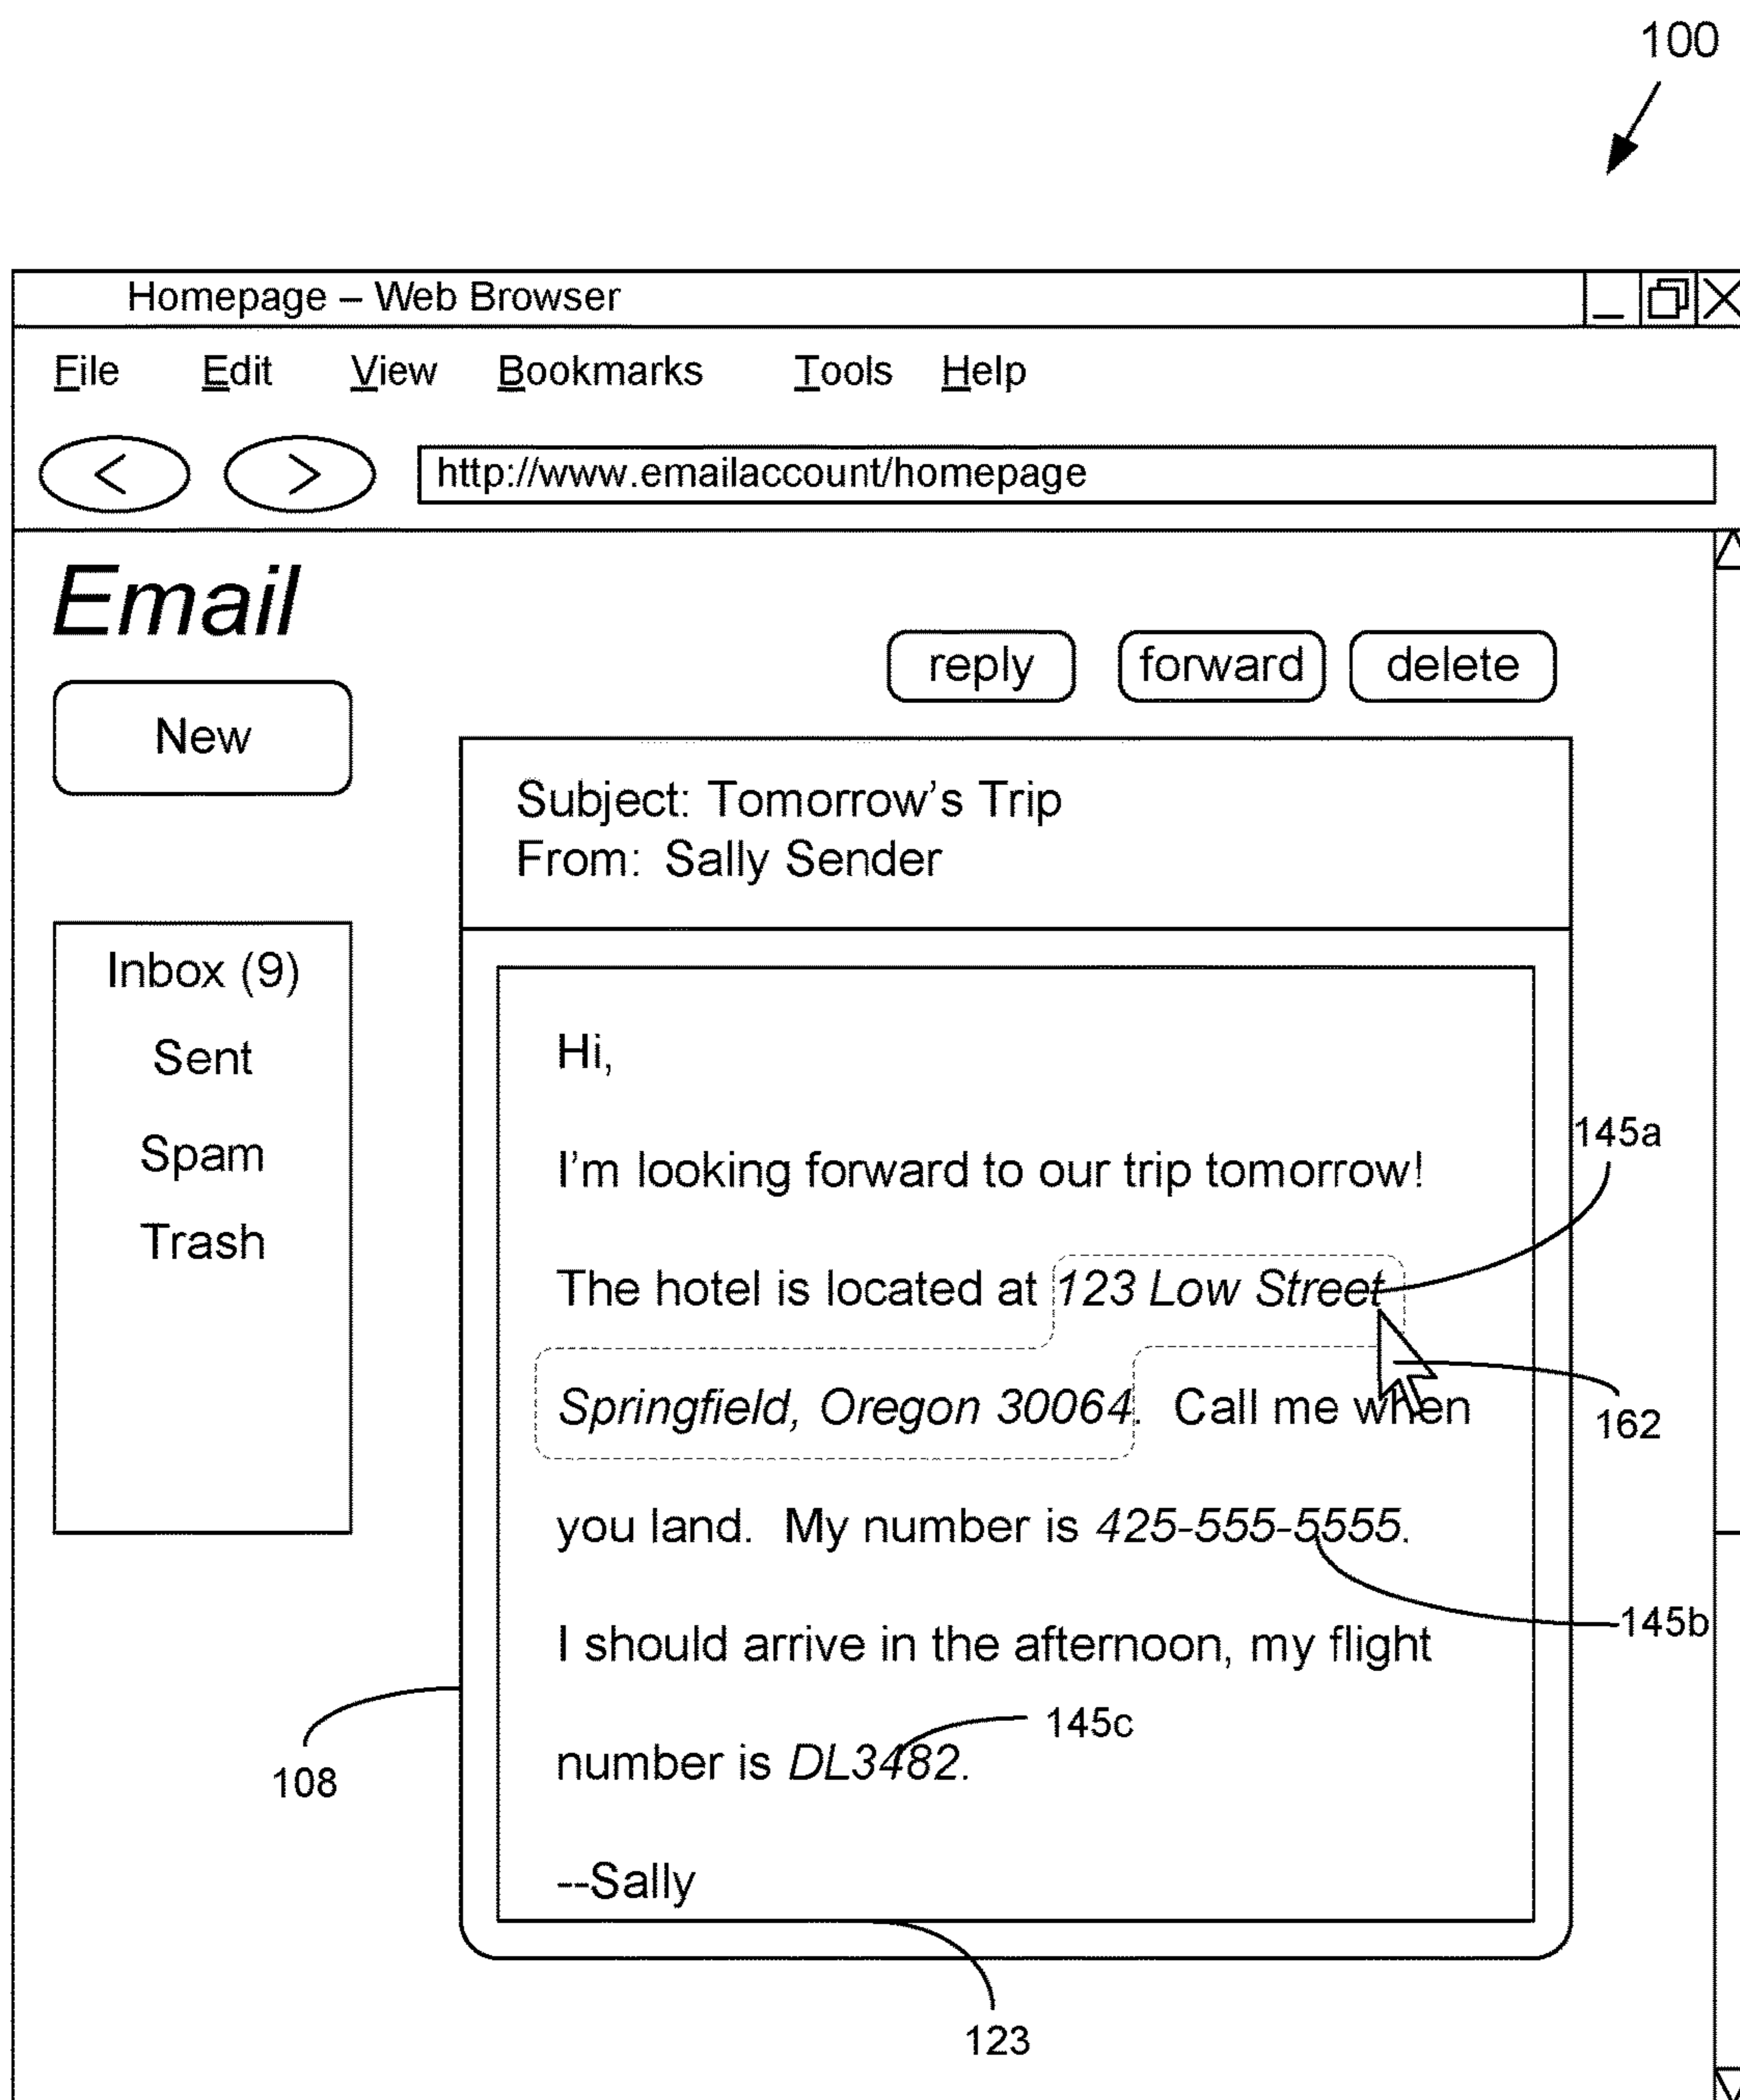 100
Homepage – Web Browser
File Edit View Bookmarks Tools Help
< > http://www.emailaccount/homepage
Email
reply forward delete
New
Subject: Tomorrow's Trip
From: Sally Sender
Inbox (9)
Sent
Spam
Trash
Hi,
I'm looking forward to our trip tomorrow!
The hotel is located at 123 Low Street
Springfield, Oregon 30064. Call me when
you land. My number is 425-555-5555.
I should arrive in the afternoon, my flight
number is DL3482.
--Sally
145a
162
145b
145c
108
123